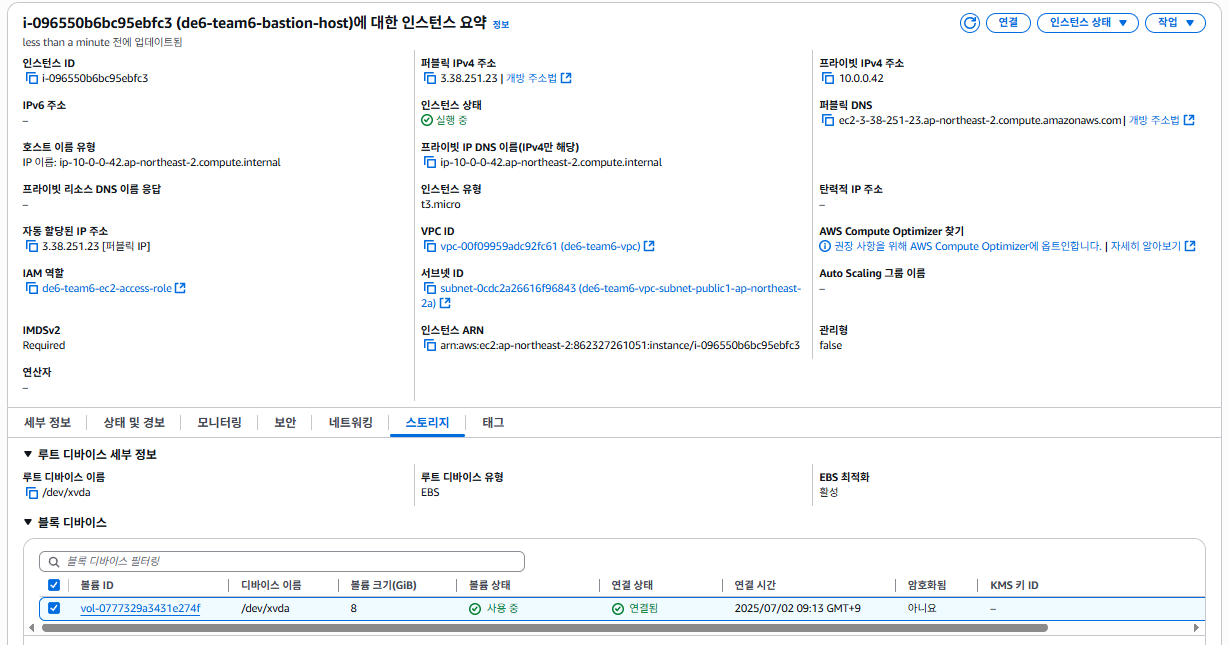 i-096550b6bc95ebfc3 (de6-team6-bastion-host)에 대한 인스턴스 요약 정보
연결 인스턴스 상태 ▼ 작업 ▼
less than a minute 전에 업데이트됨
인스턴스 ID
i-096550b6bc95ebfc3
퍼블릭 IPv4 주소
3.38.251.23 | 개방 주소법
프라이빗 IPv4 주소
10.0.0.42
IPv6 주소
–
인스턴스 상태
실행 중
퍼블릭 DNS
ec2-3-38-251-23.ap-northeast-2.compute.amazonaws.com | 개방 주소법
호스트 이름 유형
IP 이름: ip-10-0-0-42.ap-northeast-2.compute.internal
프라이빗 IP DNS 이름(IPv4만 해당)
ip-10-0-0-42.ap-northeast-2.compute.internal
프라이빗 리소스 DNS 이름 응답
–
인스턴스 유형
t3.micro
탄력적 IP 주소
–
자동 할당된 IP 주소
3.38.251.23 [퍼블릭 IP]
VPC ID
vpc-00f09959adc92fc61 (de6-team6-vpc)
AWS Compute Optimizer 찾기
권장 사항을 위해 AWS Compute Optimizer에 옵트인합니다. | 자세히 알아보기
IAM 역할
de6-team6-ec2-access-role
서브넷 ID
subnet-0cdc2a26616f96843 (de6-team6-vpc-subnet-public1-ap-northeast-
2a)
Auto Scaling 그룹 이름
–
IMDSv2
Required
인스턴스 ARN
arn:aws:ec2:ap-northeast-2:862327261051:instance/i-096550b6bc95ebfc3
관리형
false
연산자
–
세부 정보 상태 및 경보 모니터링 보안 네트워킹 스토리지 태그
▼ 루트 디바이스 세부 정보
루트 디바이스 이름
/dev/xvda
루트 디바이스 유형
EBS
EBS 최적화
활성
▼ 블록 디바이스
블록 디바이스 필터링
볼륨 ID 디바이스 이름 볼륨 크기(GiB) 볼륨 상태 연결 상태 연결 시간 암호화됨 KMS 키 ID
vol-0777329a3431e274f /dev/xvda 8 사용 중 연결됨 2025/07/02 09:13 GMT+9 아니요 –